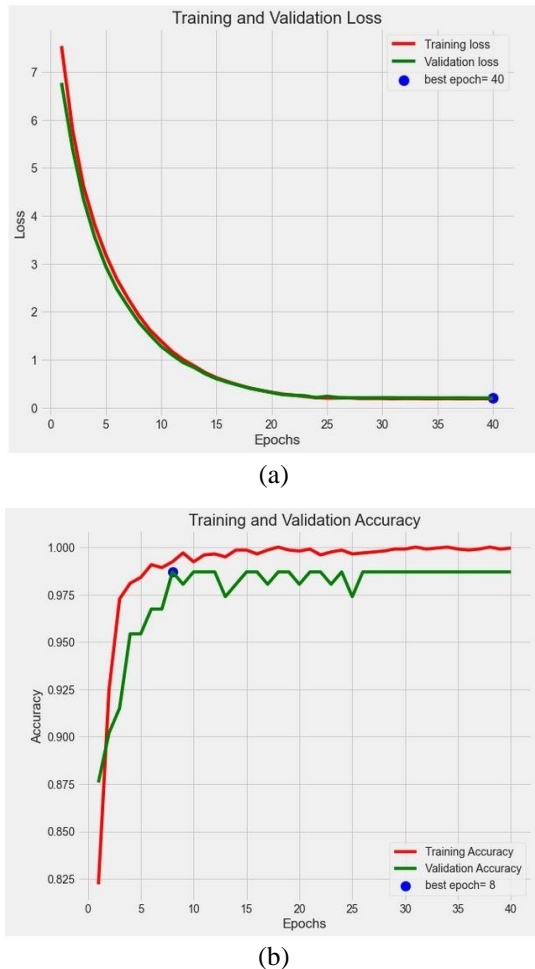 Training and Validation Loss
Training loss
Validation loss
best epoch= 40
7
6
5
4
3
2
1
0
Loss
0 5 10 15 20 25 30 35 40
Epochs
(a)
Training and Validation Accuracy
1.000
0.975
0.950
0.925
0.900
0.875
0.850
0.825
Accuracy
Training Accuracy
Validation Accuracy
best epoch= 8
0 5 10 15 20 25 30 35 40
Epochs
(b)